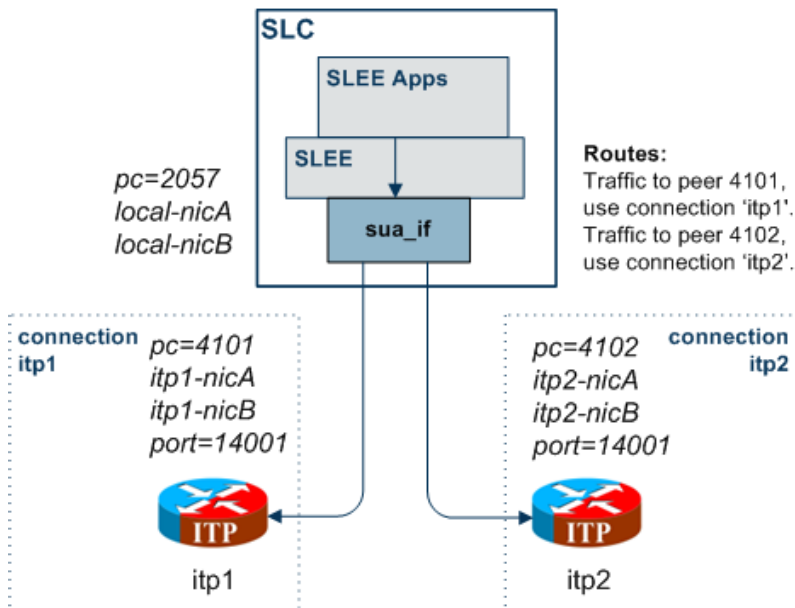 SLC
SLEE Apps
SLEE
sua_if
pc=2057
local-nicA
local-nicB
Routes:
Traffic to peer 4101,
use connection ‘itp1’.
Traffic to peer 4102,
use connection ‘itp2’.
connection
itp1
pc=4101
itp1-nicA
itp1-nicB
port=14001
ITP
itp1
pc=4102
itp2-nicA
itp2-nicB
port=14001
connection
itp2
ITP
itp2